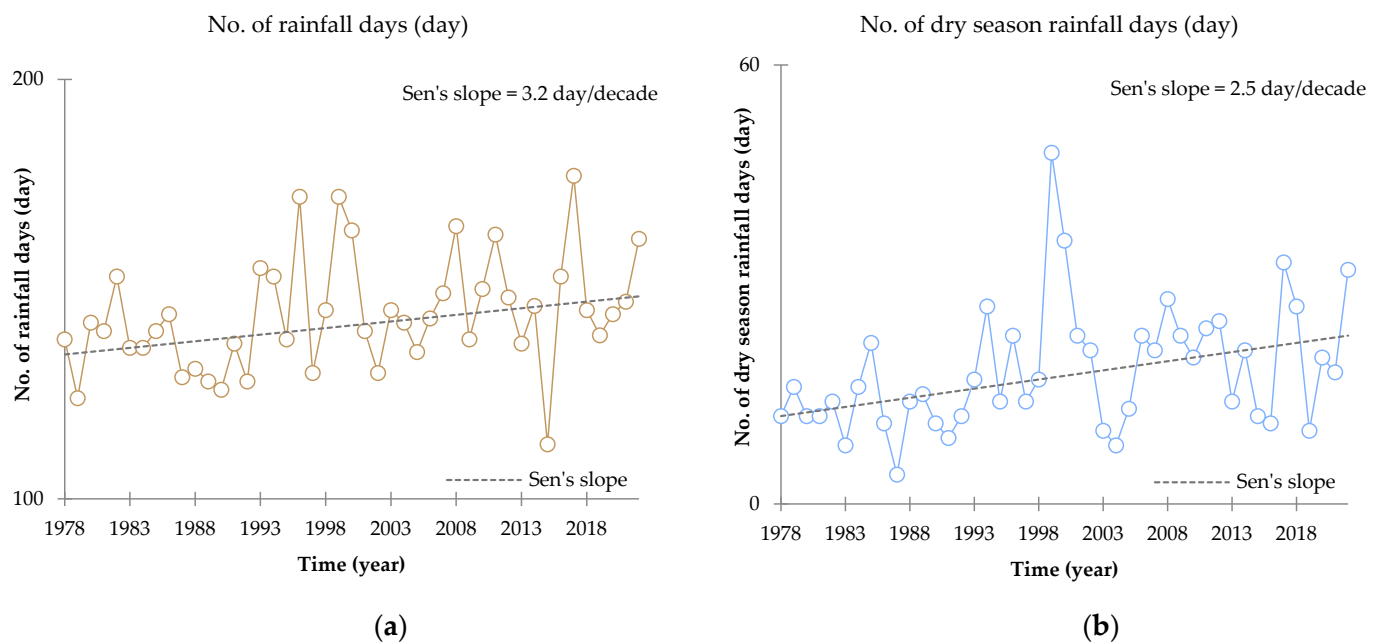 No. of rainfall days (day)
200
Sen's slope = 3.2 day/decade
No. of rainfall days (day)
Sen's slope
100
1978 1983 1988 1993 1998 2003 2008 2013 2018
Time (year)
(a)
No. of dry season rainfall days (day)
60
Sen's slope = 2.5 day/decade
No. of dry season rainfall days (day)
Sen's slope
0
1978 1983 1988 1993 1998 2003 2008 2013 2018
Time (year)
(b)